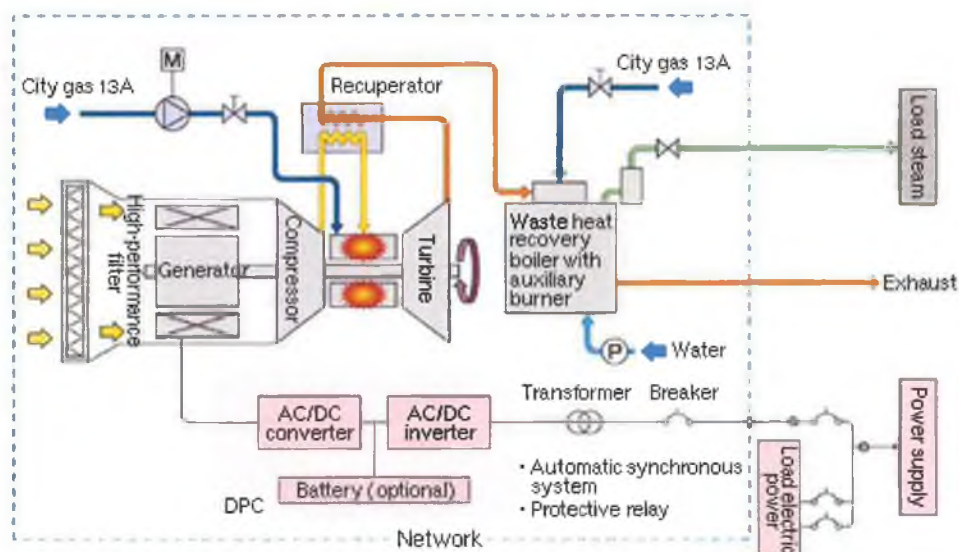 M
City gas 13A
Recuperator
City gas 13A
Load steam
High-performance
filter
Generator
Compressor
Turbine
Waste heat
recovery
boiler with
auxiliary
burner
Exhaust
P
Water
AC/DC
converter
AC/DC
inverter
Transformer
Breaker
Power supply
Battery (optional)
DPC
• Automatic synchronous
system
• Protective relay
Load electric
power
Network